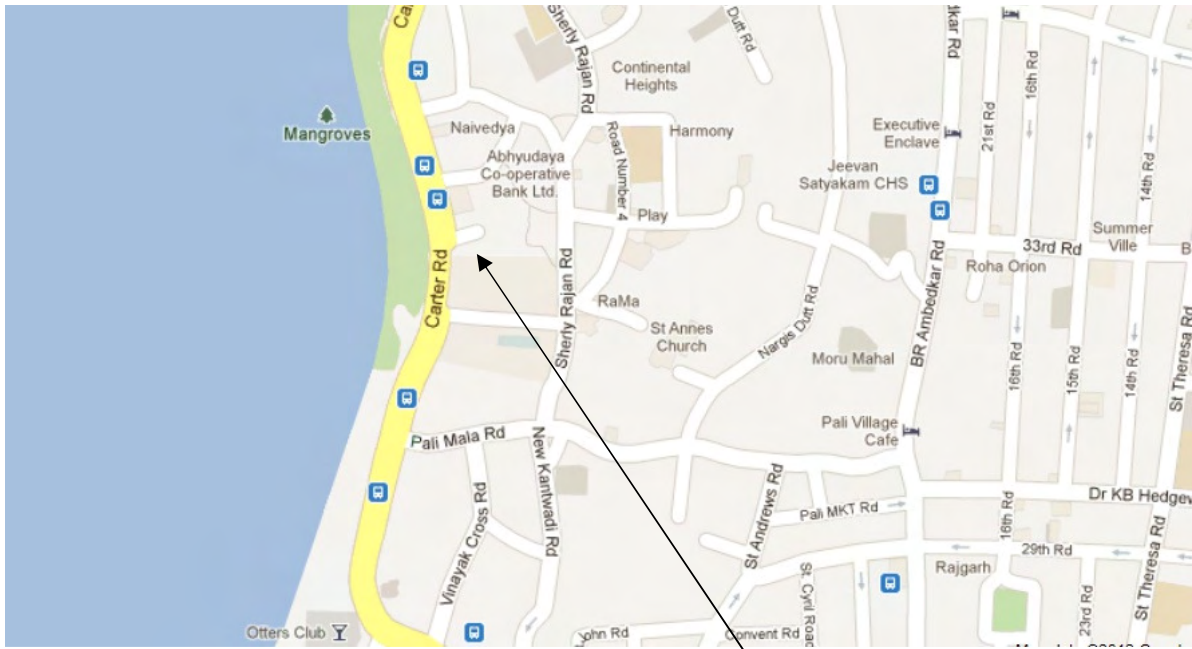 Ca
Sherly Rajan Rd
Continental
Heights
Dutt Rd
dkar Rd
21st Rd
16th Rd
14th Rd
Mangroves
Naivedya
Road Number 4
Harmony
Executive
Enclave
Abhyudaya
Co-operative
Bank Ltd.
Jeevan
Satyakam CHS
Play
Summer
Ville
33rd Rd
B
Roha Orion
Carter Rd
Sherly Rajan Rd
RaMa
St Annes
Church
Nargis Dutt Rd
BR Ambedkar Rd
Moru Mahal
16th Rd
15th Rd
14th Rd
St Theresa Rd
Pali Village
Cafe
Pali Mala Rd
New Kantwadi Rd
Vinayak Cross Rd
St Andrews Rd
Pali MKT Rd
Dr KB Hedgew
16th Rd
29th Rd
St Theresa Rd
Rajgarh
St. Cyril Road
23rd Rd
Otters Club
John Rd
Convent Rd